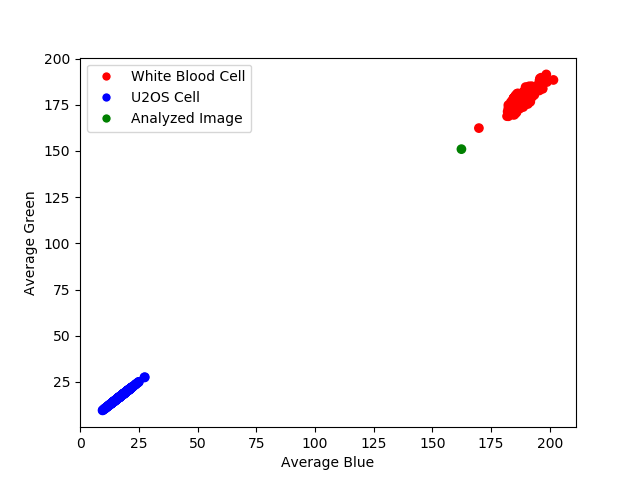 200
175
150
125
100
75
50
25
Average Green
White Blood Cell
U2OS Cell
Analyzed Image
0 25 50 75 100 125 150 175 200
Average Blue